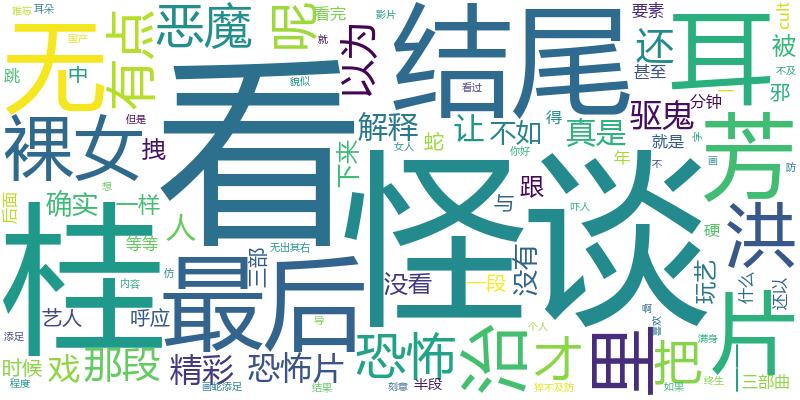 难忘 耳朵 恶魔 呢 看完 影片 结尾 要素 cult
国产 无 有点 就 以为 还 耳 被
跳 中 貌似 看过 甚至 不及
裸女 但是 看 解释 让 不如 真是 驱鬼 分钟 一 邪
拽 女人 蛇 得 就是 学 芳
后面 确实 一样 下来 你好 年 不 画 防
想 怪谈 跟
等等 人 无出其右 与 吓人 硬 洪
桂 最后 三部 没看 一段 没有 玩艺 什么 还以
仿 内容
艺人 呼应 导 啊 满身 片
添足 恐怖 治 个人 里
时候 戏 那段 精彩 恐怖片 才 把
程度 画蛇添足 结果 刻意 半段 猝不及防 如果 终生 三部曲